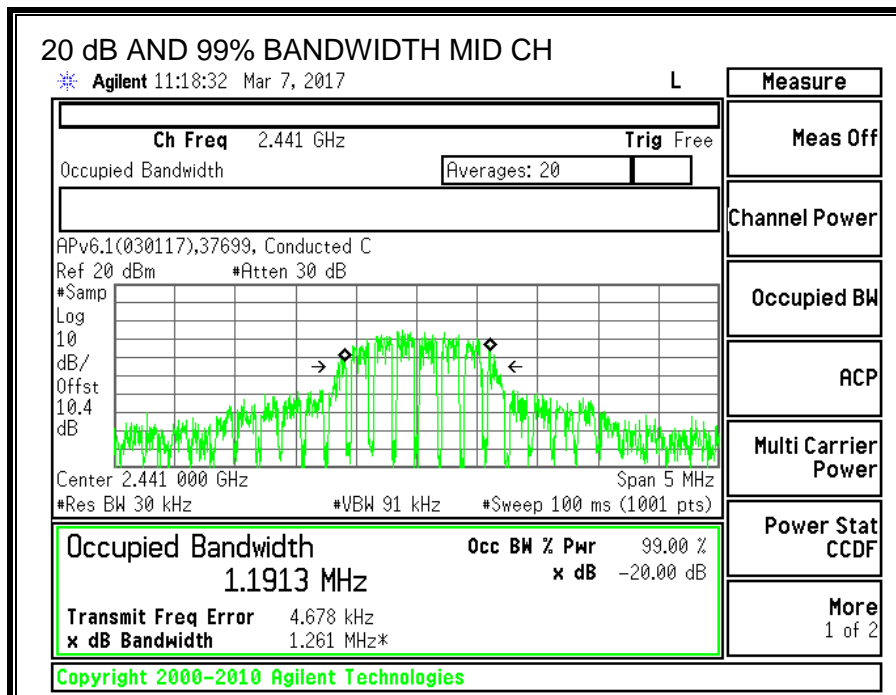 20 dB AND 99% BANDWIDTH MID CH
Agilent 11:18:32 Mar 7, 2017 L
Measure
Ch Freq 2.441 GHz Trig Free
Meas Off
Occupied Bandwidth Averages: 20
Channel Power
APv6.1(030117),37699, Conducted C
Ref 20 dBm #Atten 30 dB
#Samp
Log
10
dB/
Offst
10.4
dB
Occupied BW
ACP
Multi Carrier
Power
Center 2.441 000 GHz Span 5 MHz
#Res BW 30 kHz #VBW 91 kHz #Sweep 100 ms (1001 pts)
Power Stat
CCDF
Occupied Bandwidth Occ BW % Pwr 99.00 %
1.1913 MHz x dB -20.00 dB
Transmit Freq Error 4.678 kHz
x dB Bandwidth 1.261 MHz*
More
1 of 2
Copyright 2000-2010 Agilent Technologies